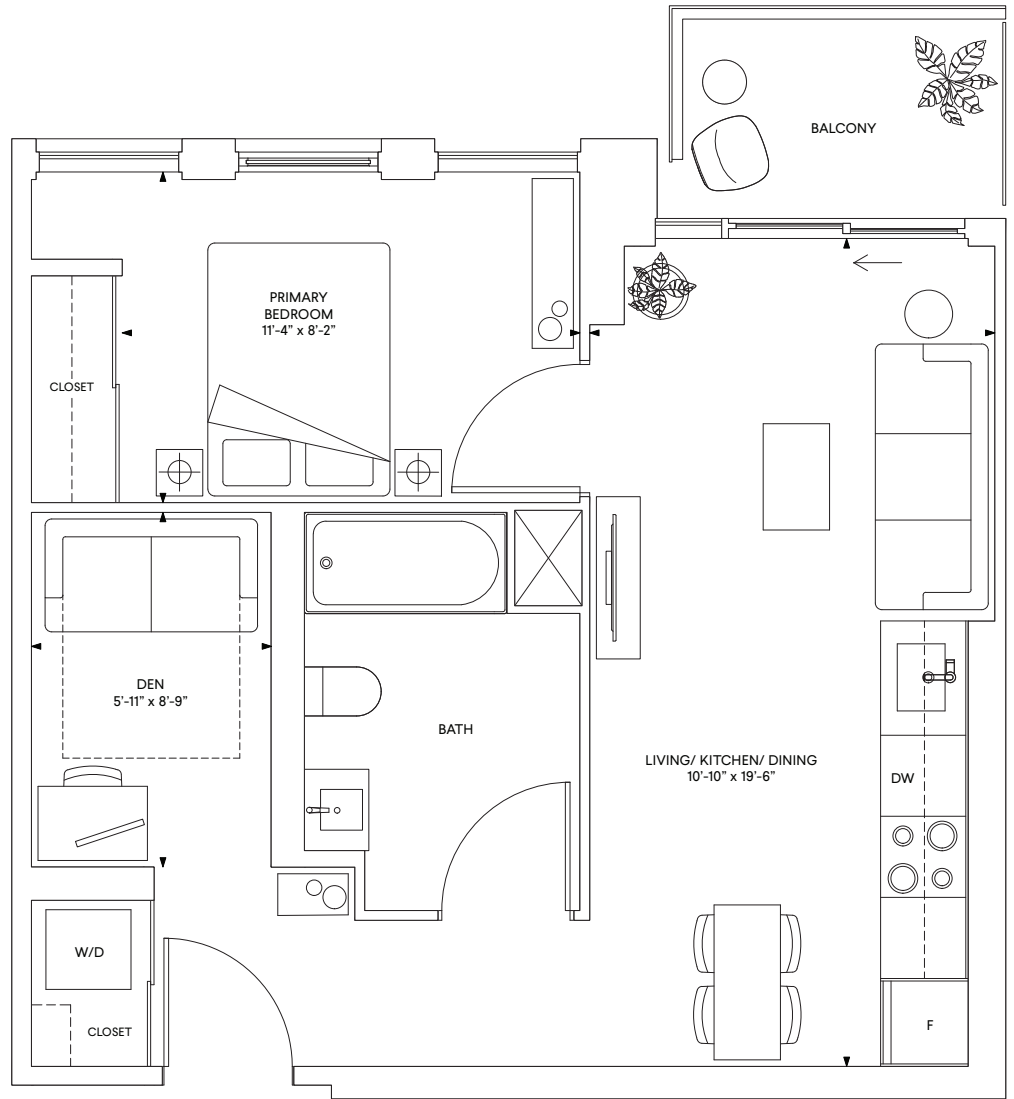 BALCONY
PRIMARY
BEDROOM
11'-4” x 8'-2”
CLOSET
DEN
5'-11” x 8'-9”
BATH
LIVING/ KITCHEN/ DINING
10'-10” x 19'-6”
DW
W/D
CLOSET
F